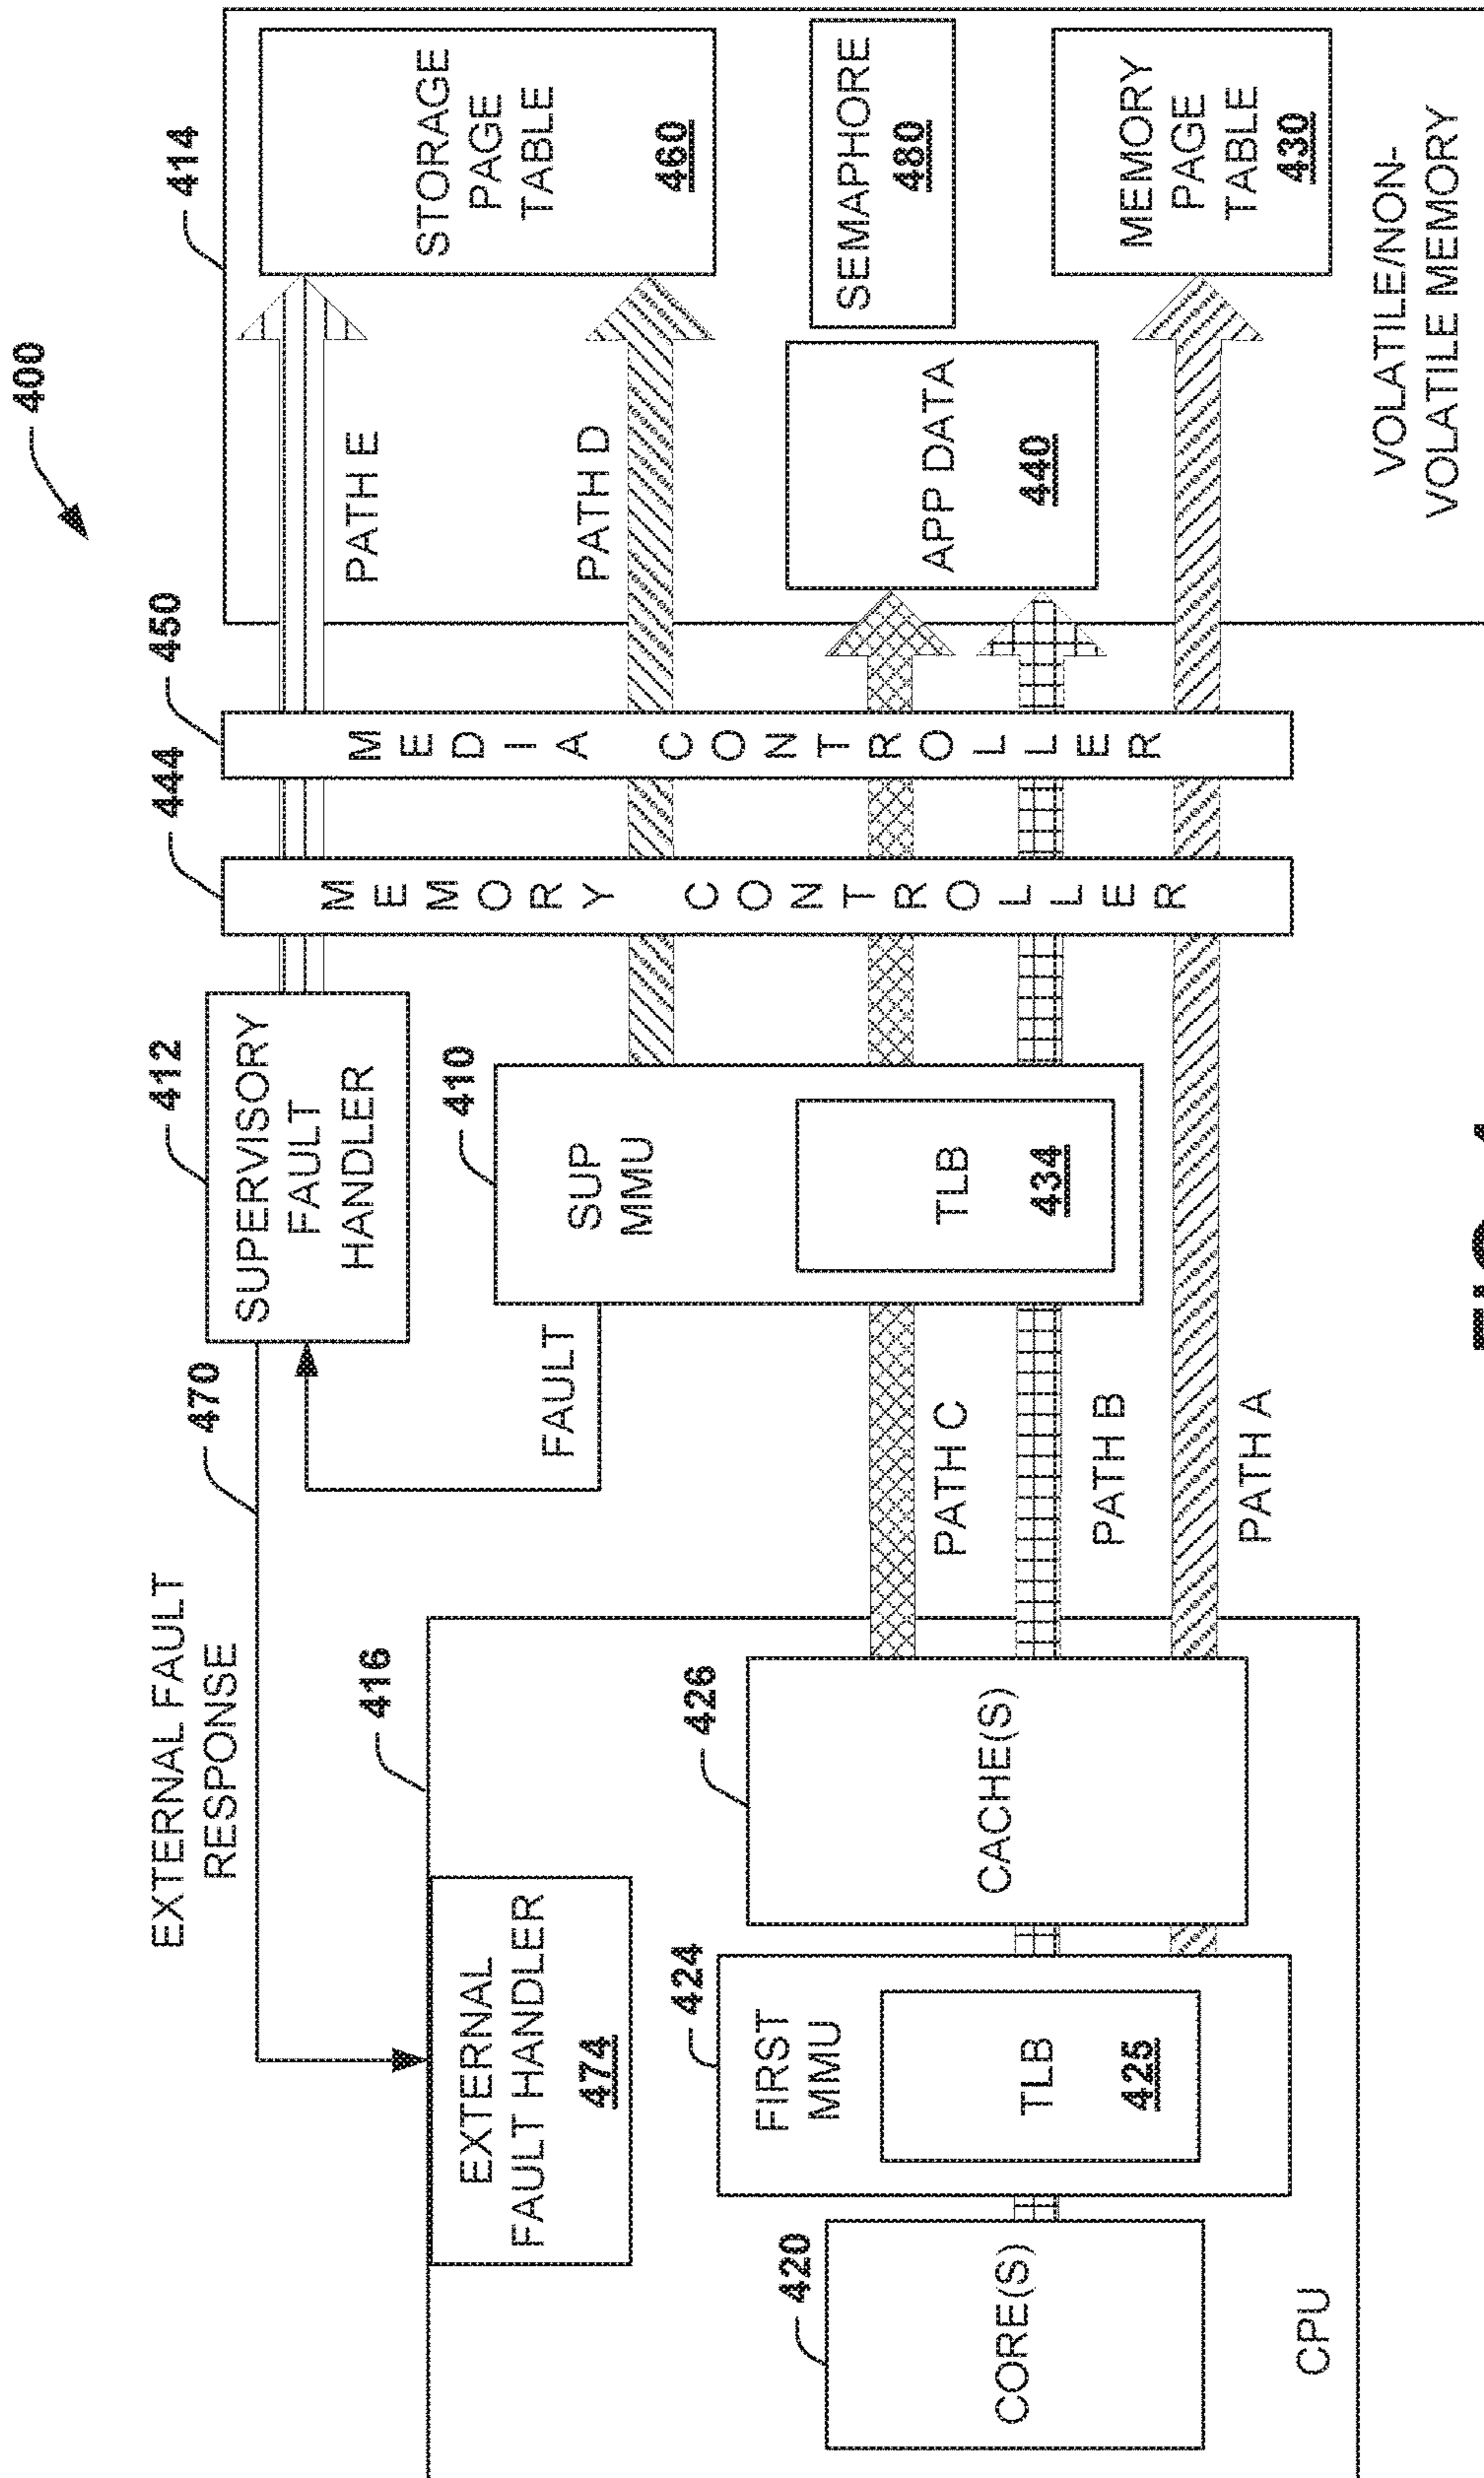 400
414
STORAGE
PAGE
TABLE
460
SEMAPHORE
480
MEMORY
PAGE
TABLE
430
VOLATILE/NON-
VOLATILE MEMORY
PATH E
PATH D
APP DATA
440
450
MEDIA CONTROLLER
444
MEMORY CONTROLLER
412
SUPERVISORY
FAULT
HANDLER
410
SUP
MMU
TLB
434
FAULT
470
EXTERNAL FAULT
RESPONSE
PATH C
PATH B
PATH A
416
EXTERNAL
FAULT HANDLER
474
426
CACHE(S)
424
FIRST
MMU
TLB
425
420
CORE(S)
CPU